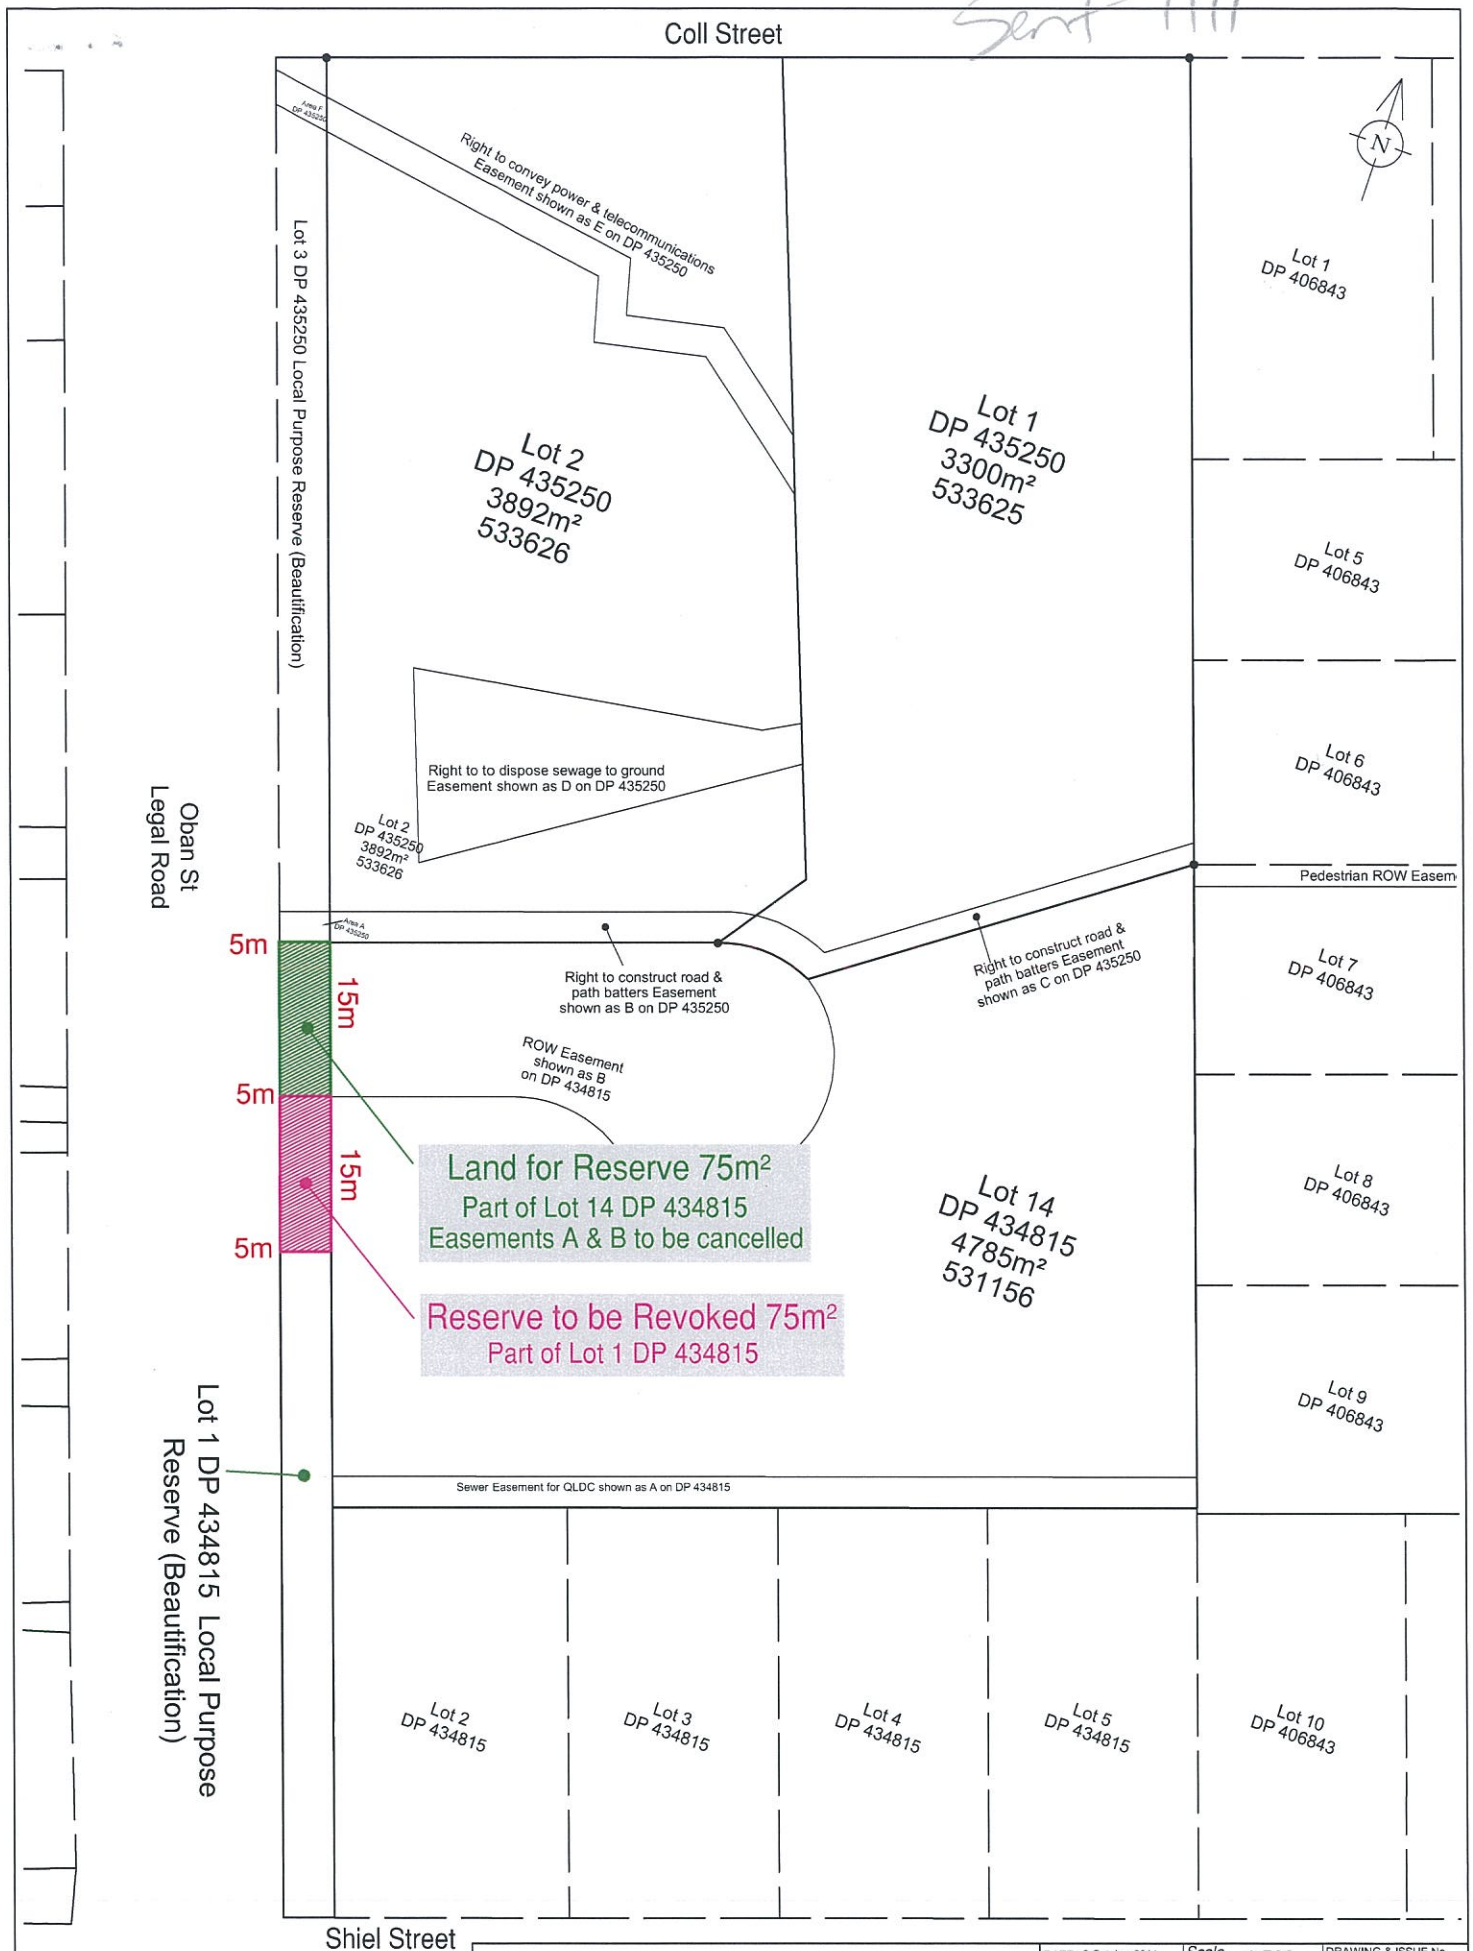 Sent
Coll Street
N
Area F
DP 435250
Right to convey power & telecommunications
Easement shown as E on DP 435250
Lot 3 DP 435250 Local Purpose Reserve (Beautification)
Lot 1
DP 406843
Lot 2
DP 435250
3892m²
533626
Lot 1
DP 435250
3300m²
533625
Lot 5
DP 406843
Lot 6
DP 406843
Right to to dispose sewage to ground
Easement shown as D on DP 435250
Lot 2
DP 435250
3892m²
533626
Oban St
Legal Road
Pedestrian ROW Easem
Area A
DP 435250
5m
15m
Right to construct road &
path batters Easement
shown as B on DP 435250
Right to construct road &
path batters Easement
shown as C on DP 435250
Lot 7
DP 406843
ROW Easement
shown as B
on DP 434815
5m
15m
5m
Land for Reserve 75m²
Part of Lot 14 DP 434815
Easements A & B to be cancelled
Lot 14
DP 434815
4785m²
531156
Lot 8
DP 406843
Reserve to be Revoked 75m²
Part of Lot 1 DP 434815
Lot 9
DP 406843
Lot 1 DP 434815 Local Purpose
Reserve (Beautification)
Sewer Easement for QLDC shown as A on DP 434815
Lot 2
DP 434815
Lot 3
DP 434815
Lot 4
DP 434815
Lot 5
DP 434815
Lot 10
DP 406843
Shiel Street
Scale
DRAWING & ISSUE No.